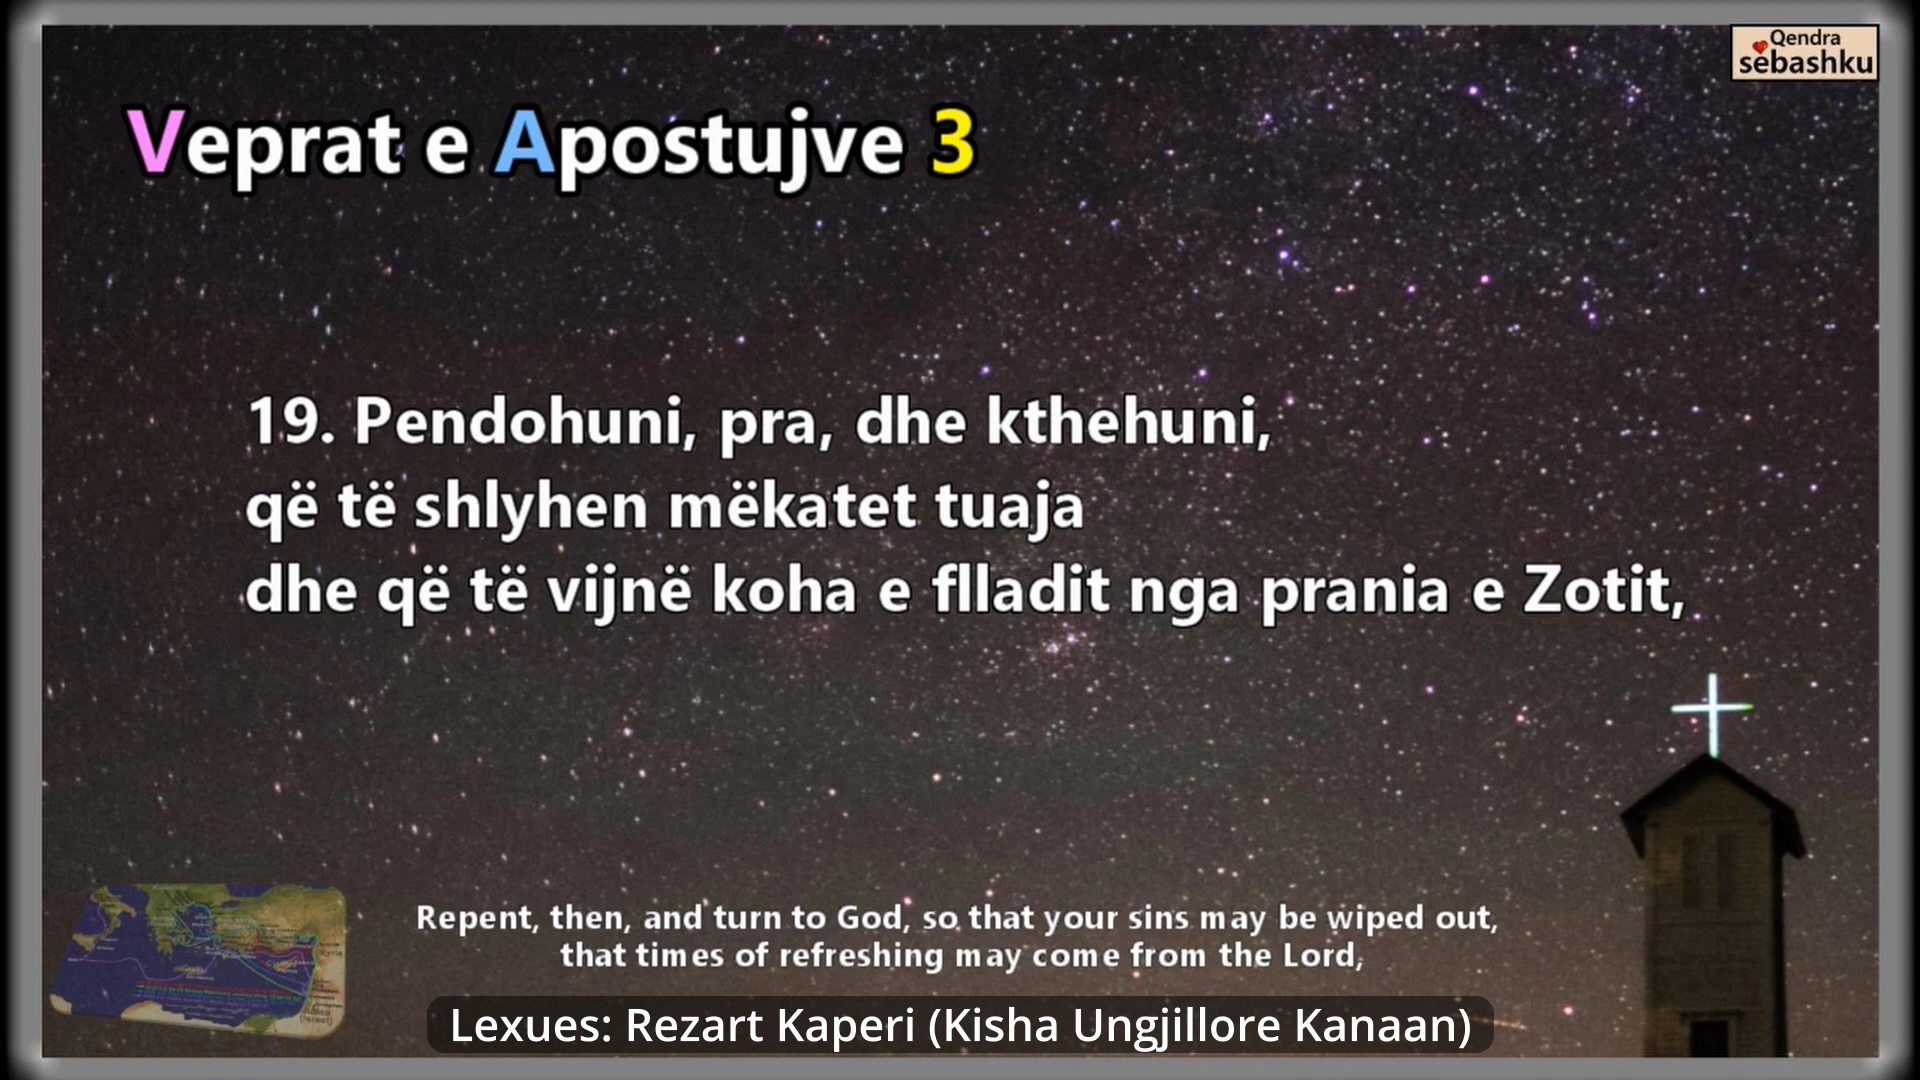 Qendra
sëbashku
Veprat e Apostujve 3
19. Pendohuni, pra, dhe kthehuni,
që të shlyhen mëkatet tuaja
dhe që të vijnë koha e flladit nga prania e Zotit,
Repent, then, and turn to God, so that your sins may be wiped out,
that times of refreshing may come from the Lord,
Lexues: Rezart Kaperi (Kisha Ungjillore Kanaan)